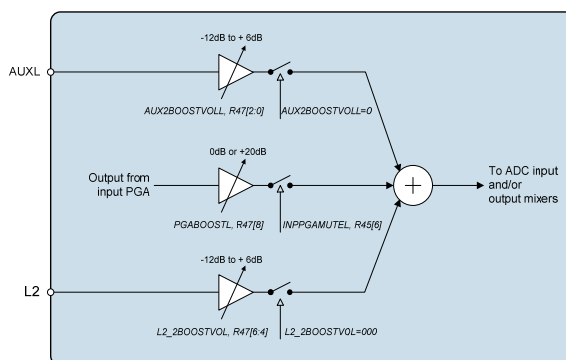 -12dB to + 6dB
AUXL
AUX2BOOSTVOLL, R47[2:0]
AUX2BOOSTVOLL=0
0dB or +20dB
Output from
input PGA
To ADC input
and/or
output mixers
PGABOOSTL, R47[8]
INPPGAMUTEL, R45[6]
-12dB to + 6dB
L2
L2_2BOOSTVOL, R47[6:4]
L2_2BOOSTV0L=000